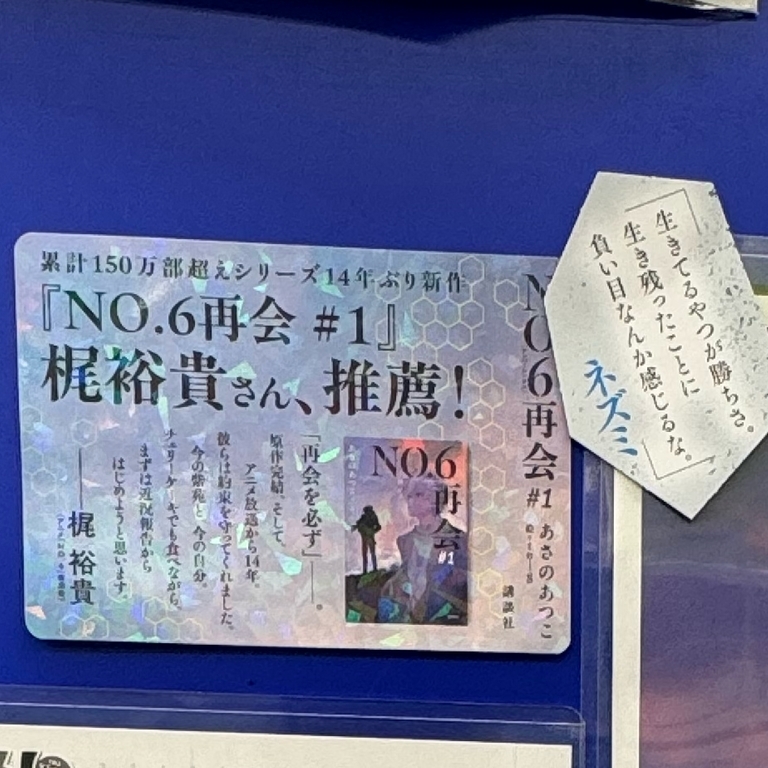 累計150万部超えシリーズ14年ぶり新作
『NO.6再会 #1』
梶裕貴さん、推薦！
「再会を必ず」――。
原作完結、そして、
アニメ放送から14年。
彼らは約束を守ってくれました。
今の紫苑と、今の自分。
チェリーケーキでも食べながら、
まずは近況報告から
はじめようと思います。
――梶 裕貴
NO.6
再会
#1
NO.6再会 #1
あさのあつこ
講談社
「生きてるやつが勝ちさ。
生き残ったことに
負い目なんか感じるな。」
ネズミ